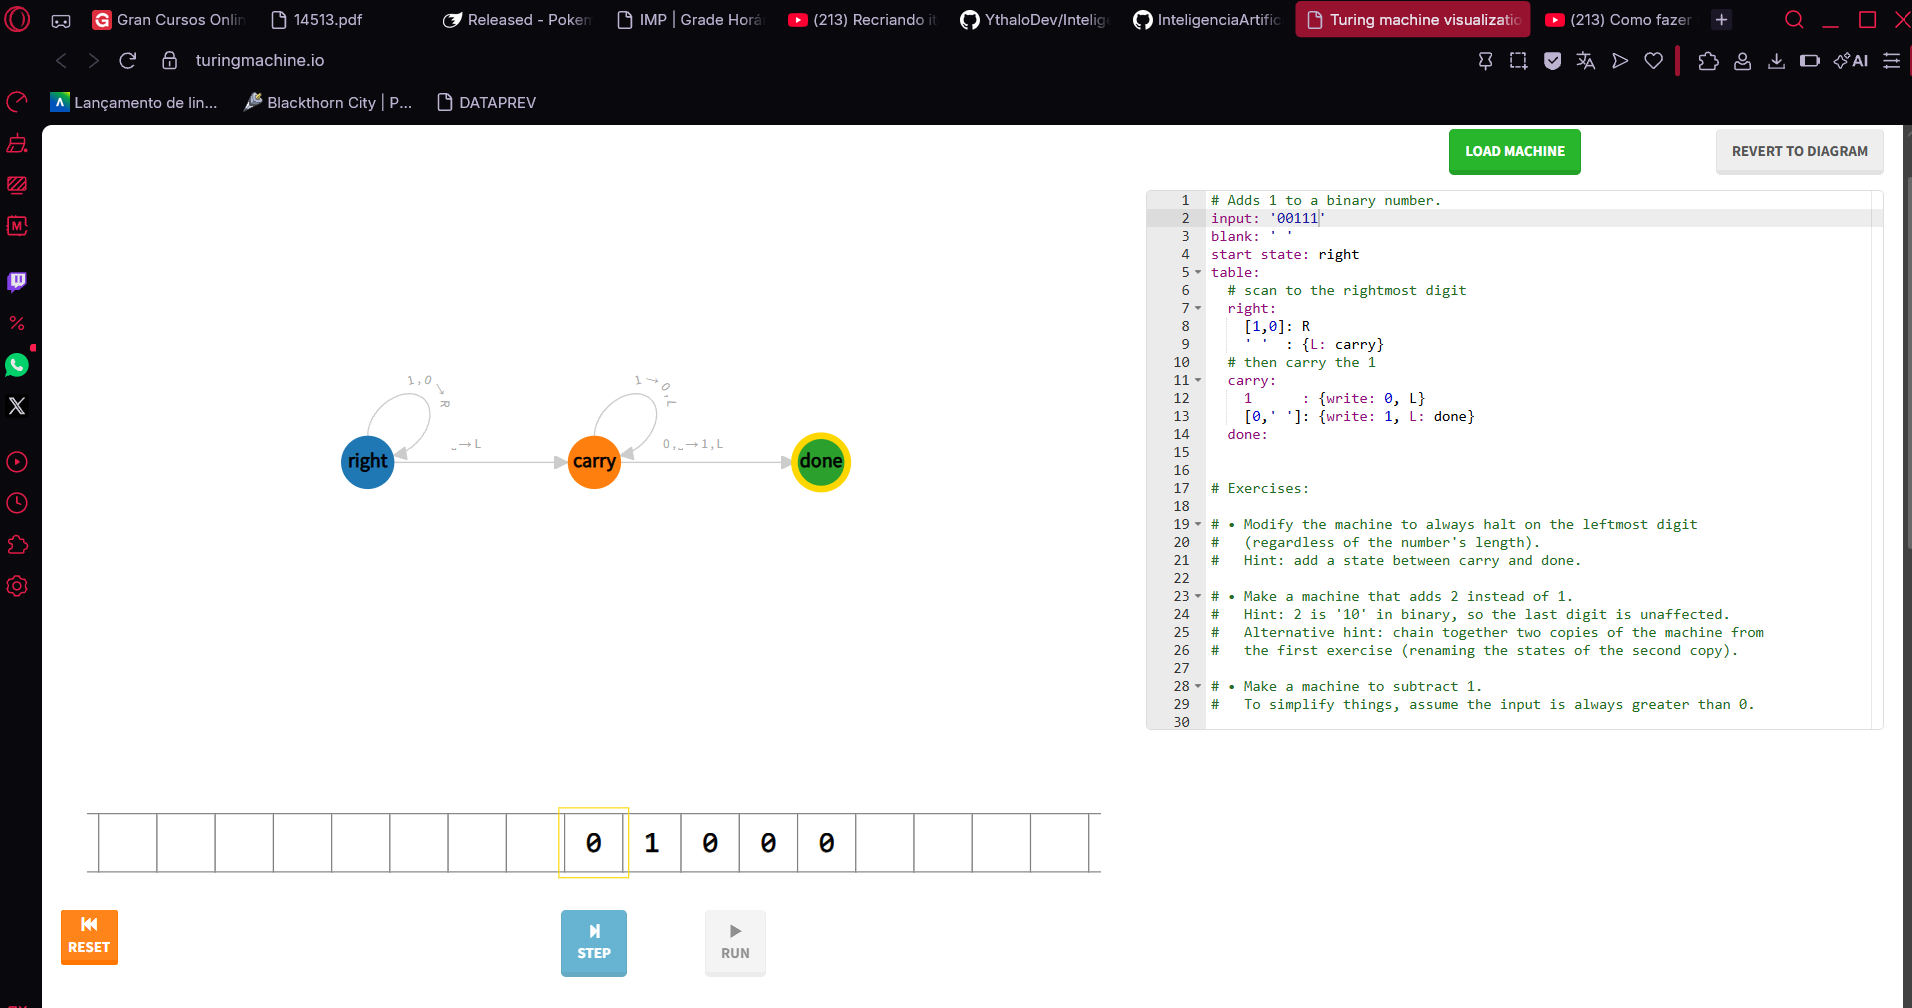 Gran Cursos Onlin
14513.pdf
Released - Pokem
IMP | Grade Horá
(213) Recriando it
YthaloDev/Intelig
InteligenciaArtific
Turing machine visualizatio
(213) Como fazer
turingmachine.io
AI
Lançamento de lin...
Blackthorn City | P...
DATAPREV
LOAD MACHINE
REVERT TO DIAGRAM
1 # Adds 1 to a binary number.
2 input: '00111'
3 blank: ' '
4 start state: right
5 table:
6 # scan to the rightmost digit
7 right:
8 [1,0]: R
9 ' ' : {L: carry}
10 # then carry the 1
11 carry:
12 1 : {write: 0, L}
13 [0,' ']: {write: 1, L: done}
14 done:
15
16
17 # Exercises:
18
19 # • Modify the machine to always halt on the leftmost digit
20 # (regardless of the number's length).
21 # Hint: add a state between carry and done.
22
23 # • Make a machine that adds 2 instead of 1.
24 # Hint: 2 is '10' in binary, so the last digit is unaffected.
25 # Alternative hint: chain together two copies of the machine from
26 # the first exercise (renaming the states of the second copy).
27
28 # • Make a machine to subtract 1.
29 # To simplify things, assume the input is always greater than 0.
30
1,0→R
1→0,L
␣→L
0,␣→1,L
right
carry
done
0 1 0 0 0
RESET
STEP
RUN